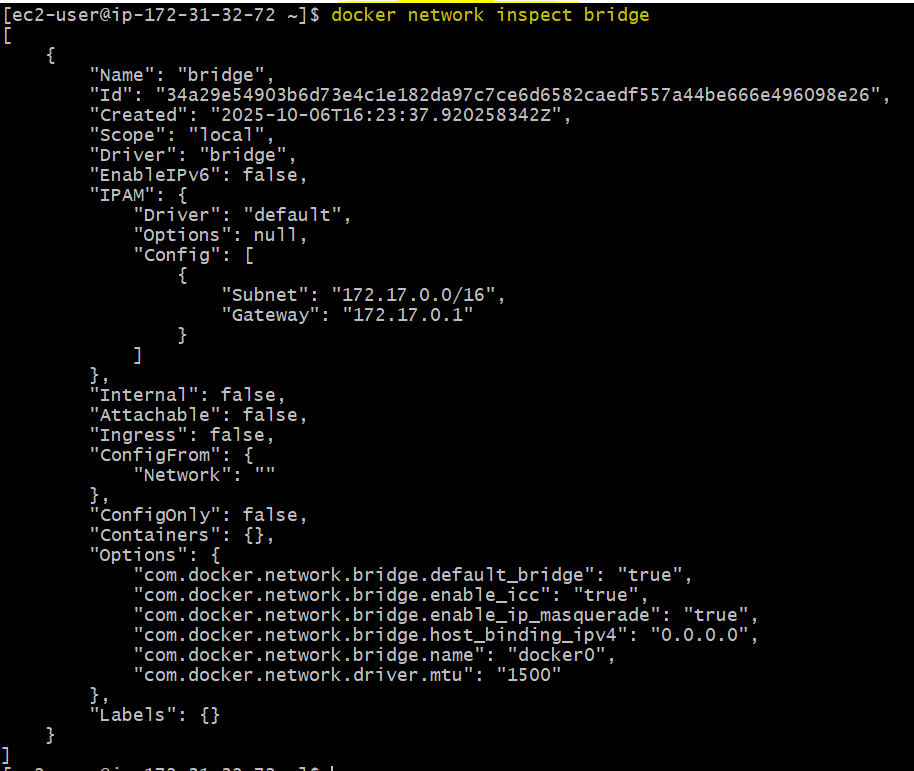 [ec2-user@ip-172-31-32-72 ~]$ docker network inspect bridge
[
    {
        "Name": "bridge",
        "Id": "34a29e54903b6d73e4c1e182da97c7ce6d6582caedf557a44be666e496098e26",
        "Created": "2025-10-06T16:23:37.920258342Z",
        "Scope": "local",
        "Driver": "bridge",
        "EnableIPv6": false,
        "IPAM": {
            "Driver": "default",
            "Options": null,
            "Config": [
                {
                    "Subnet": "172.17.0.0/16",
                    "Gateway": "172.17.0.1"
                }
            ]
        },
        "Internal": false,
        "Attachable": false,
        "Ingress": false,
        "ConfigFrom": {
            "Network": ""
        },
        "ConfigOnly": false,
        "Containers": {},
        "Options": {
            "com.docker.network.bridge.default_bridge": "true",
            "com.docker.network.bridge.enable_icc": "true",
            "com.docker.network.bridge.enable_ip_masquerade": "true",
            "com.docker.network.bridge.host_binding_ipv4": "0.0.0.0",
            "com.docker.network.bridge.name": "docker0",
            "com.docker.network.driver.mtu": "1500"
        },
        "Labels": {}
    }
]